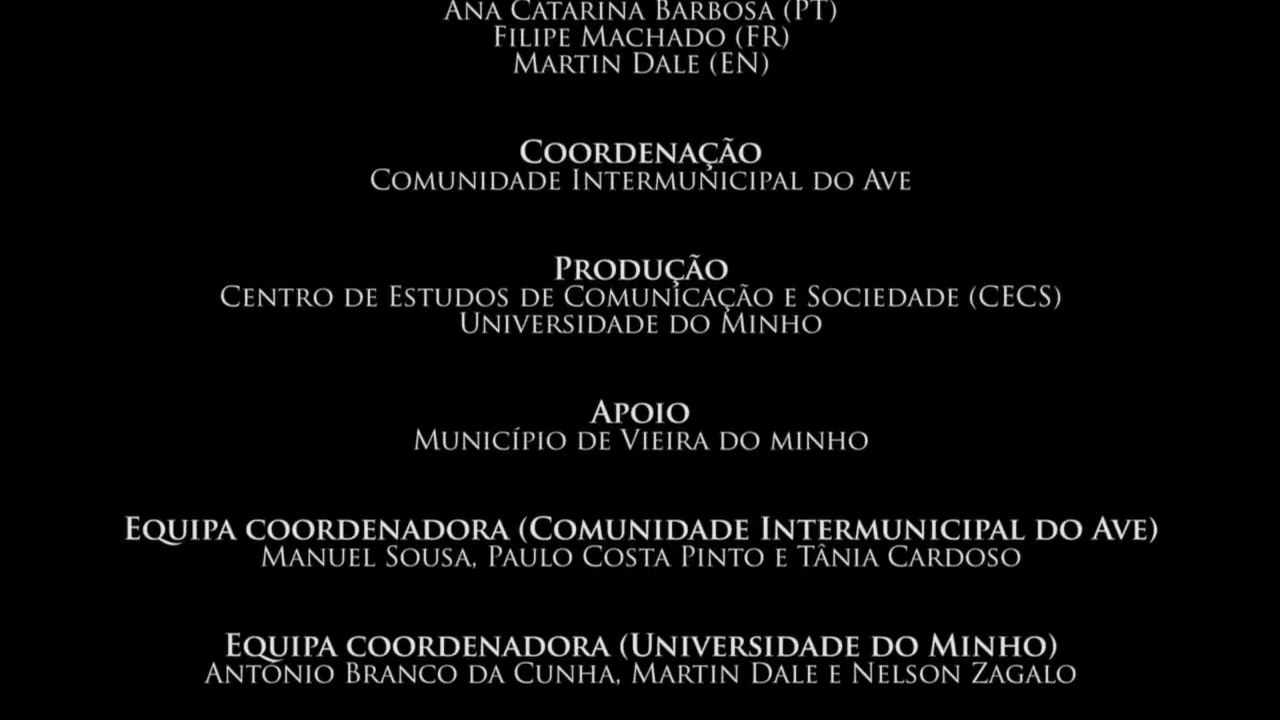 Ana Catarina Barbosa (PT)
Filipe Machado (FR)
Martin Dale (EN)
Coordenação
Comunidade Intermunicipal do Ave
Produção
Centro de Estudos de Comunicação e Sociedade (CECS)
Universidade do Minho
Apoio
Município de Vieira do minho
Equipa coordenadora (Comunidade Intermunicipal do Ave)
Manuel Sousa, Paulo Costa Pinto e Tânia Cardoso
Equipa coordenadora (Universidade do Minho)
António Branco da Cunha, Martin Dale e Nelson Zagalo